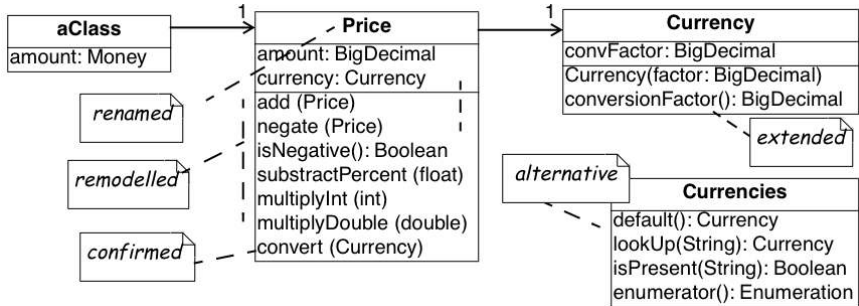 aClass
amount: Money
1
Price
amount: BigDecimal
currency: Currency
add (Price)
negate (Price)
isNegative(): Boolean
substractPercent (float)
multiplyInt (int)
multiplyDouble (double)
convert (Currency)
renamed
remodelled
confirmed
1
Currency
convFactor: BigDecimal
Currency(factor: BigDecimal)
conversionFactor(): BigDecimal
extended
alternative
Currencies
default(): Currency
lookUp(String): Currency
isPresent(String): Boolean
enumerator(): Enumeration